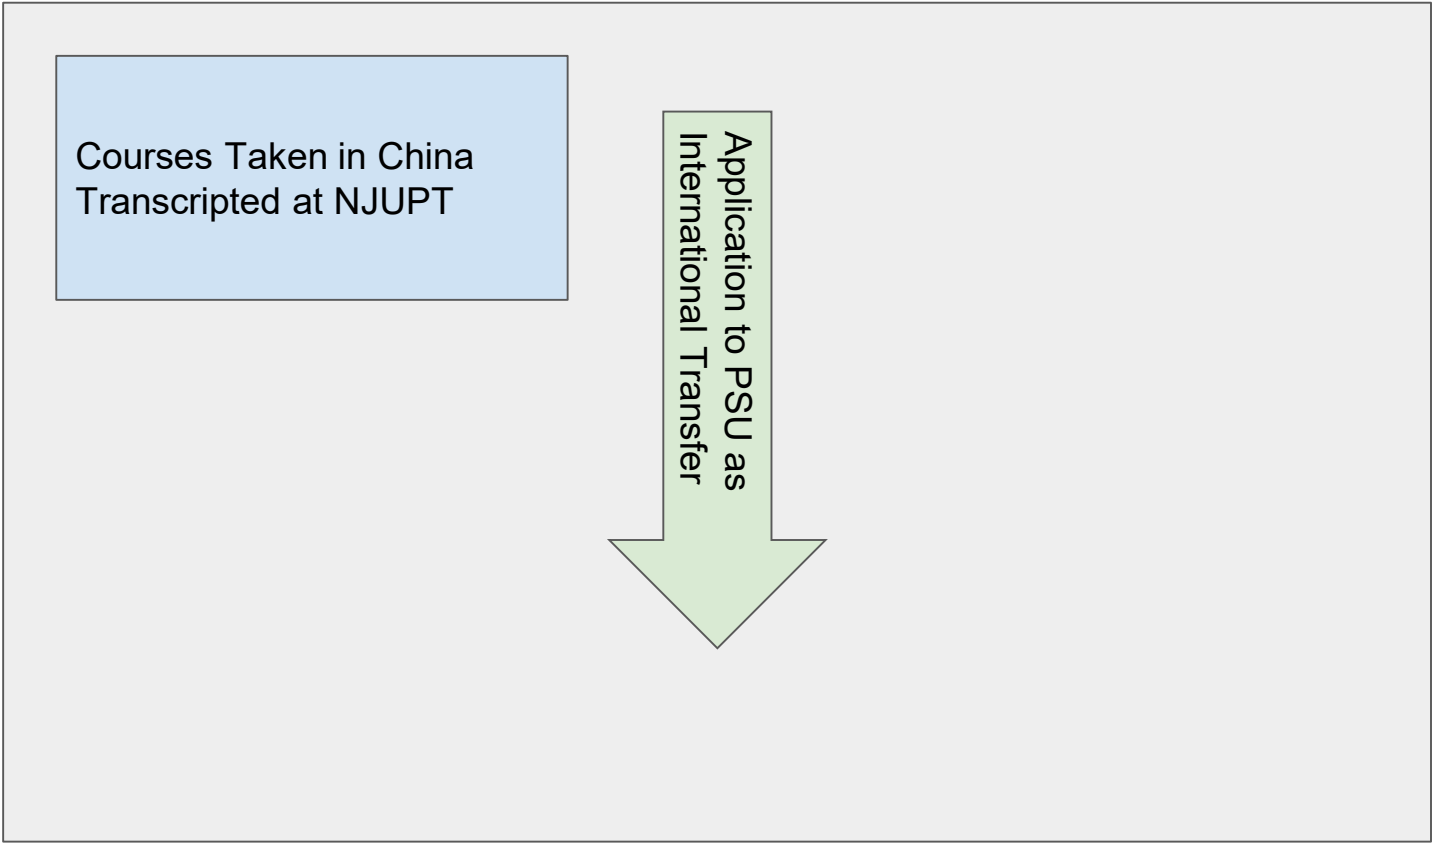 Courses Taken in China
Transcripted at NJUPT
Application to PSU as
International Transfer